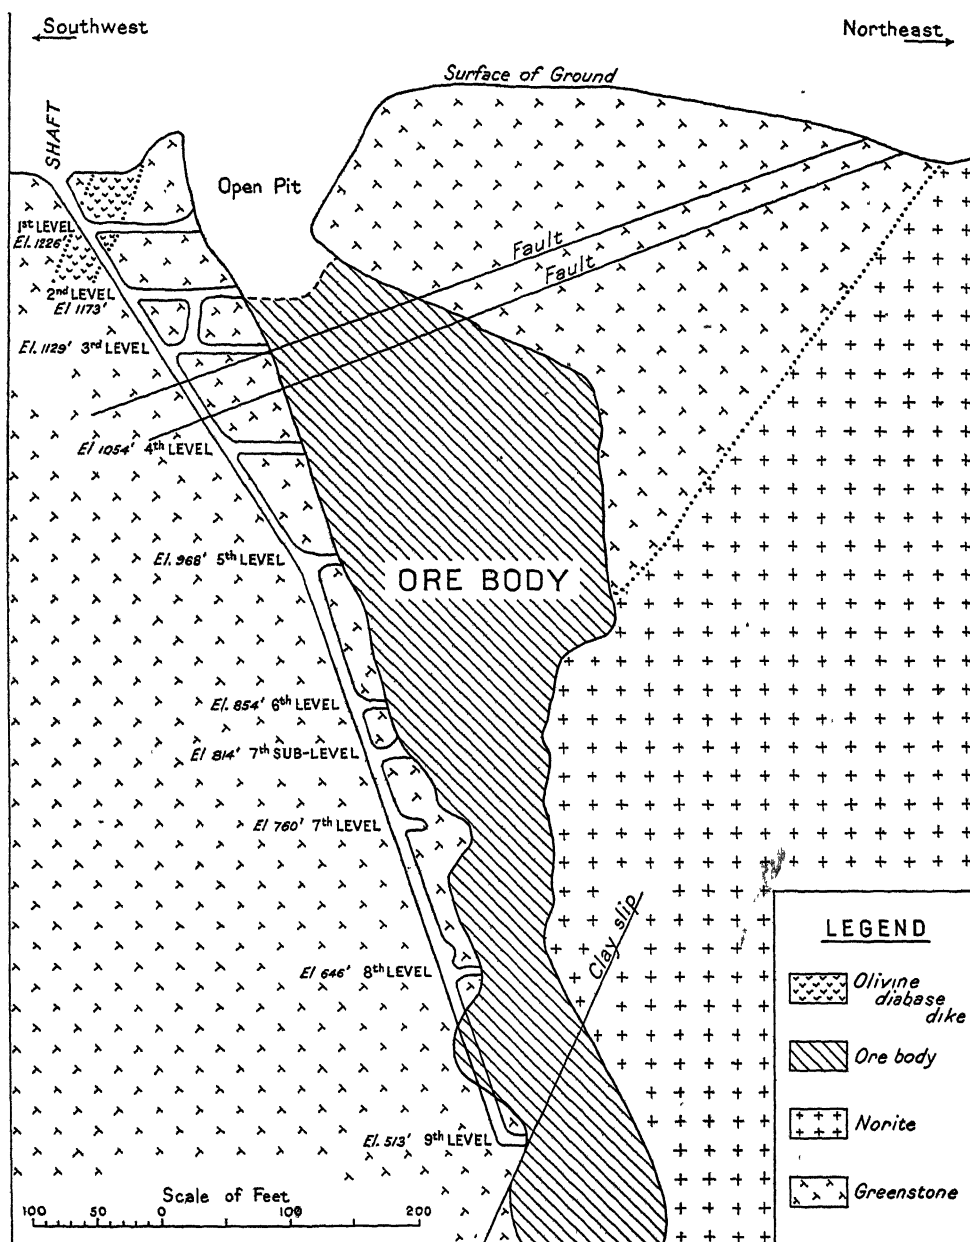 Southwest
Northeast
Surface of Ground
SHAFT
Open Pit
1st LEVEL
El. 1226'
Fault
Fault
2nd LEVEL
El 1173'
El. 1129' 3rd LEVEL
El 1054' 4th LEVEL
El. 968' 5th LEVEL
ORE BODY
El. 854' 6th LEVEL
El 814' 7th SUB-LEVEL
El 760' 7th LEVEL
Clay slip
El 646' 8th LEVEL
El. 513' 9th LEVEL
Scale of Feet
100 50 0 100 200
LEGEND
Olivine
diabase
dike
Ore body
Norite
Greenstone